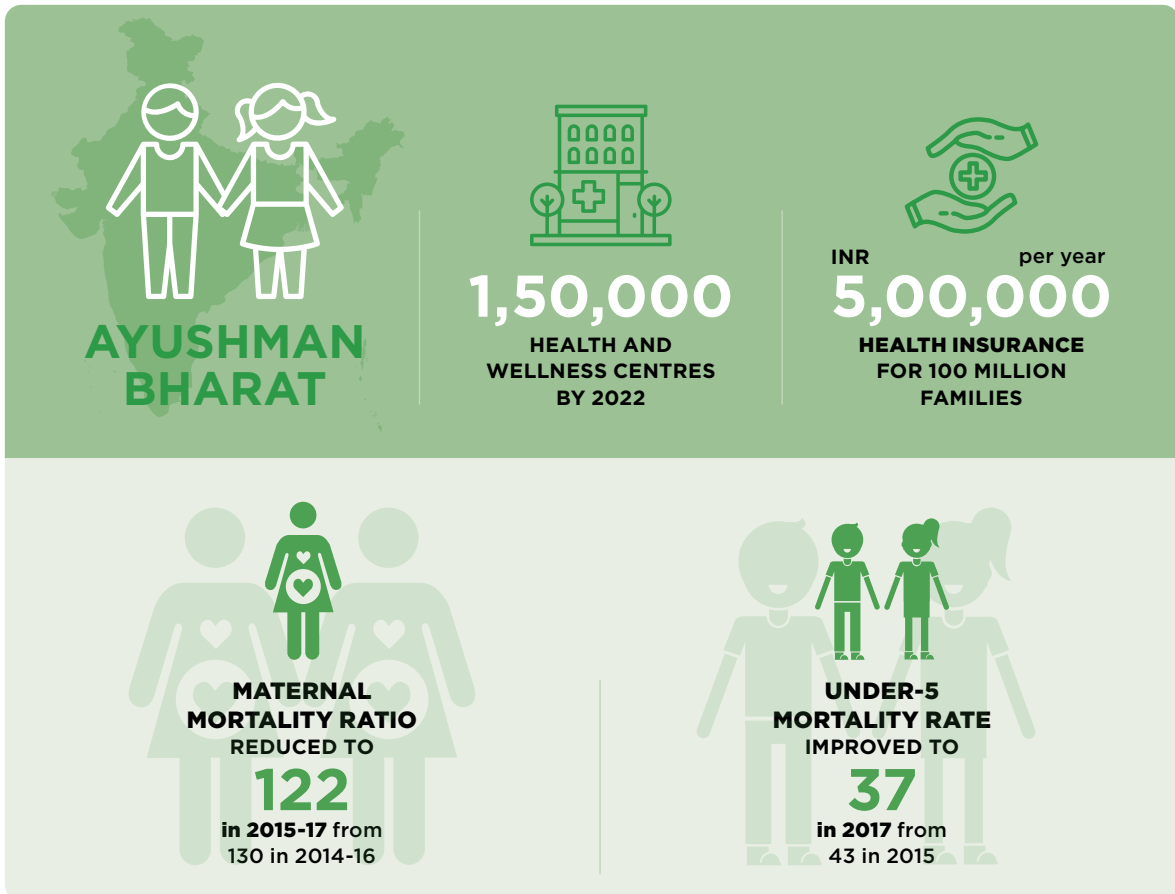 AYUSHMAN
BHARAT
1,50,000
HEALTH AND
WELLNESS CENTRES
BY 2022
INR per year
5,00,000
HEALTH INSURANCE
FOR 100 MILLION
FAMILIES
MATERNAL
MORTALITY RATIO
REDUCED TO
122
in 2015-17 from
130 in 2014-16
UNDER-5
MORTALITY RATE
IMPROVED TO
37
in 2017 from
43 in 2015